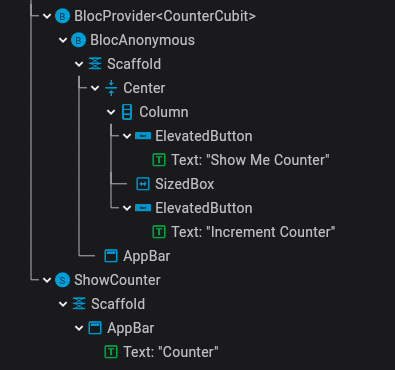 B BlocProvider<CounterCubit>
B BlocAnonymous
Scaffold
Center
Column
ElevatedButton
T Text: "Show Me Counter"
SizedBox
ElevatedButton
T Text: "Increment Counter"
AppBar
S ShowCounter
Scaffold
AppBar
T Text: "Counter"